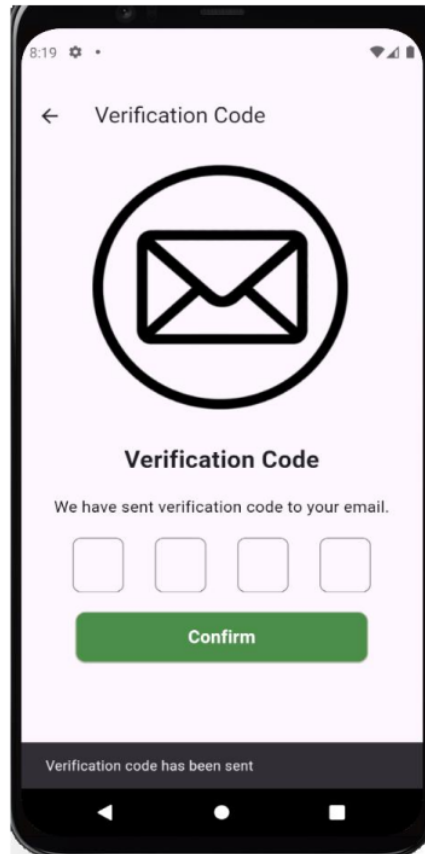 8:19
Verification Code
Verification Code
We have sent verification code to your email.
Confirm
Verification code has been sent